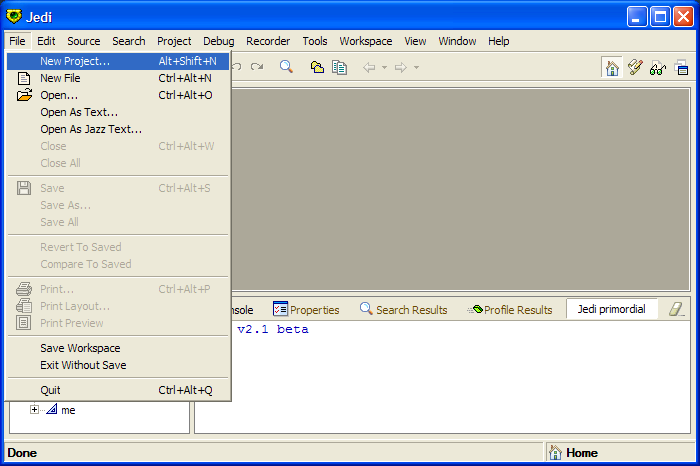 Jedi
File Edit Source Search Project Debug Recorder Tools Workspace View Window Help
New Project... Alt+Shift+N
New File Ctrl+Alt+N
Open... Ctrl+Alt+O
Open As Text...
Open As Jazz Text...
Close Ctrl+Alt+W
Close All
Save Ctrl+Alt+S
Save As...
Save All
Revert To Saved
Compare To Saved
Print... Ctrl+Alt+P
Print Layout...
Print Preview
Save Workspace
Exit Without Save
Quit Ctrl+Alt+Q
Properties Search Results Profile Results Jedi primordial
v2.1 beta
me
Done Home